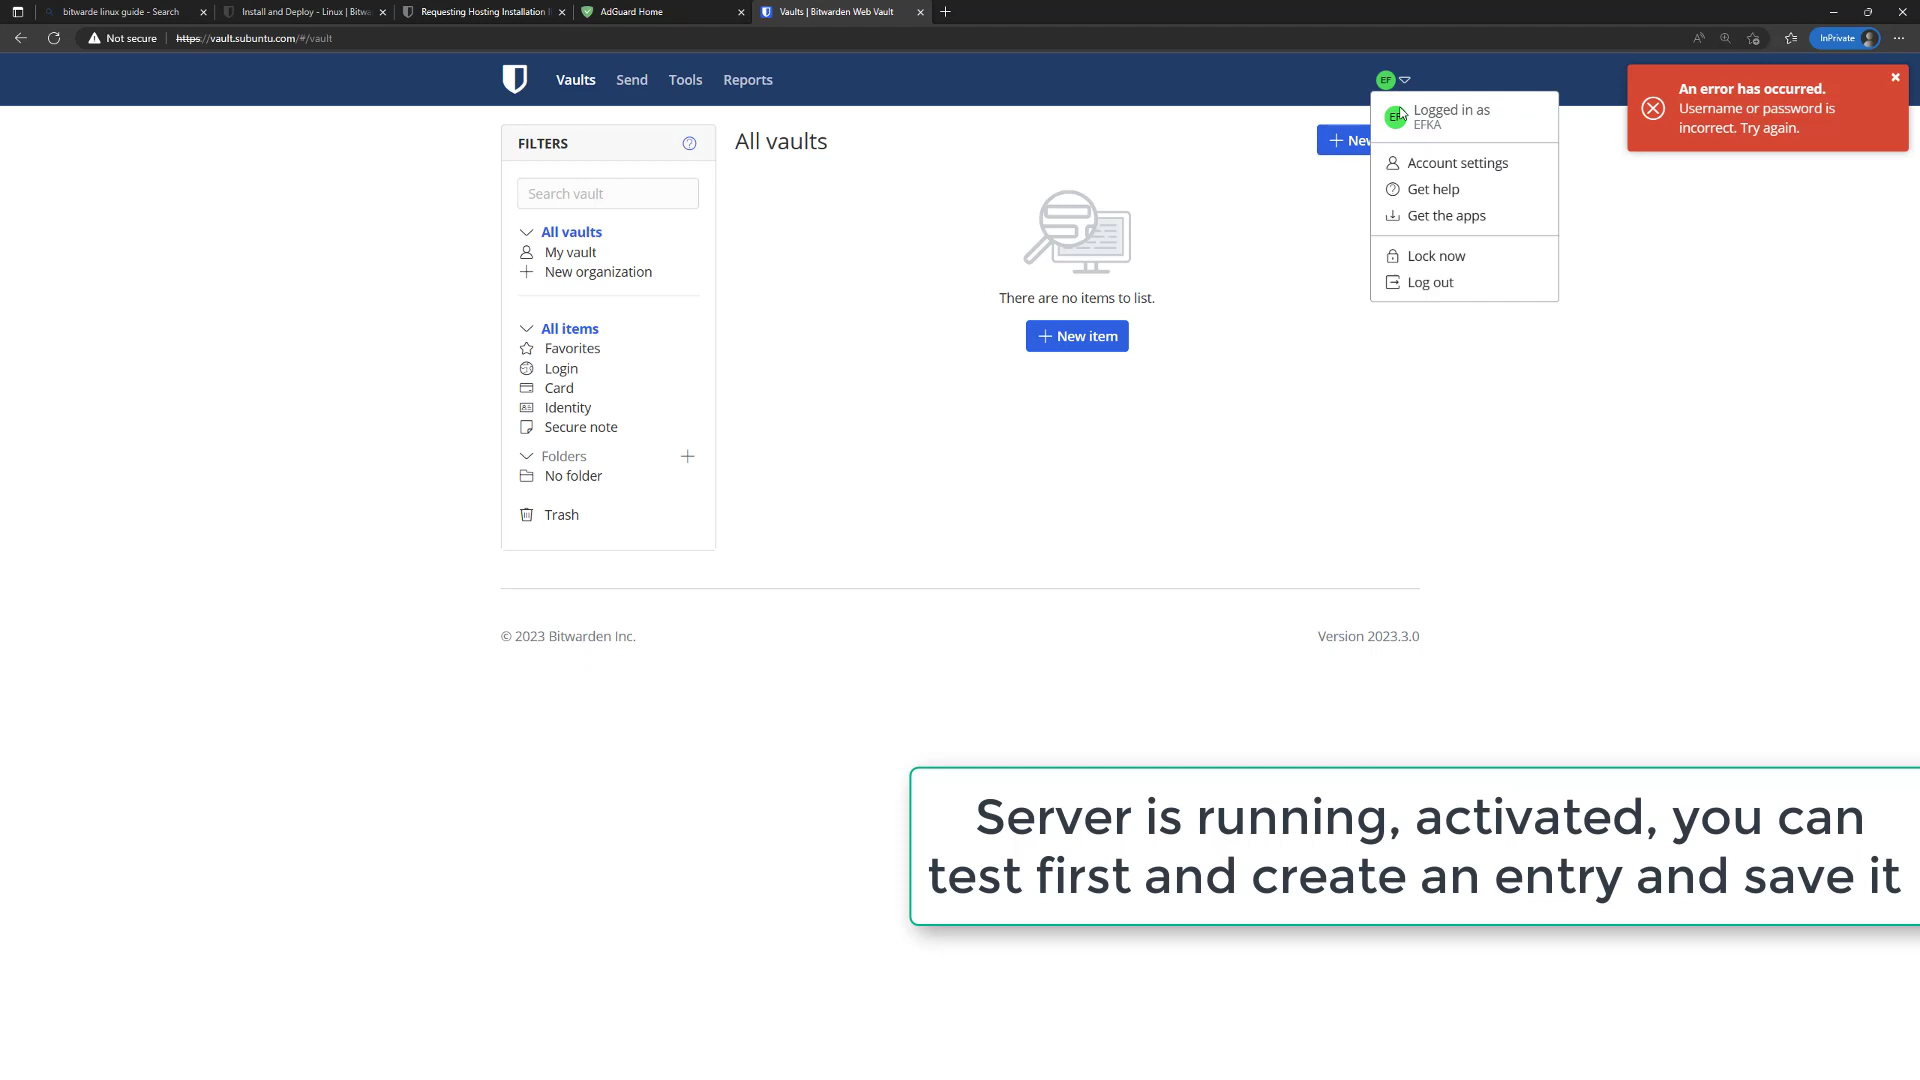 bitwarde linux guide - Search
Install and Deploy - Linux | Bitwa
Requesting Hosting Installation I
AdGuard Home
Vaults | Bitwarden Web Vault
Not secure
https://vault.subuntu.com/#/vault
InPrivate
Vaults
Send
Tools
Reports
EF
An error has occurred.
Username or password is
incorrect. Try again.
Logged in as
EFKA
Account settings
Get help
Get the apps
Lock now
Log out
FILTERS
Search vault
All vaults
My vault
New organization
All items
Favorites
Login
Card
Identity
Secure note
Folders
No folder
Trash
All vaults
New
There are no items to list.
New item
© 2023 Bitwarden Inc.
Version 2023.3.0
Server is running, activated, you can
test first and create an entry and save it